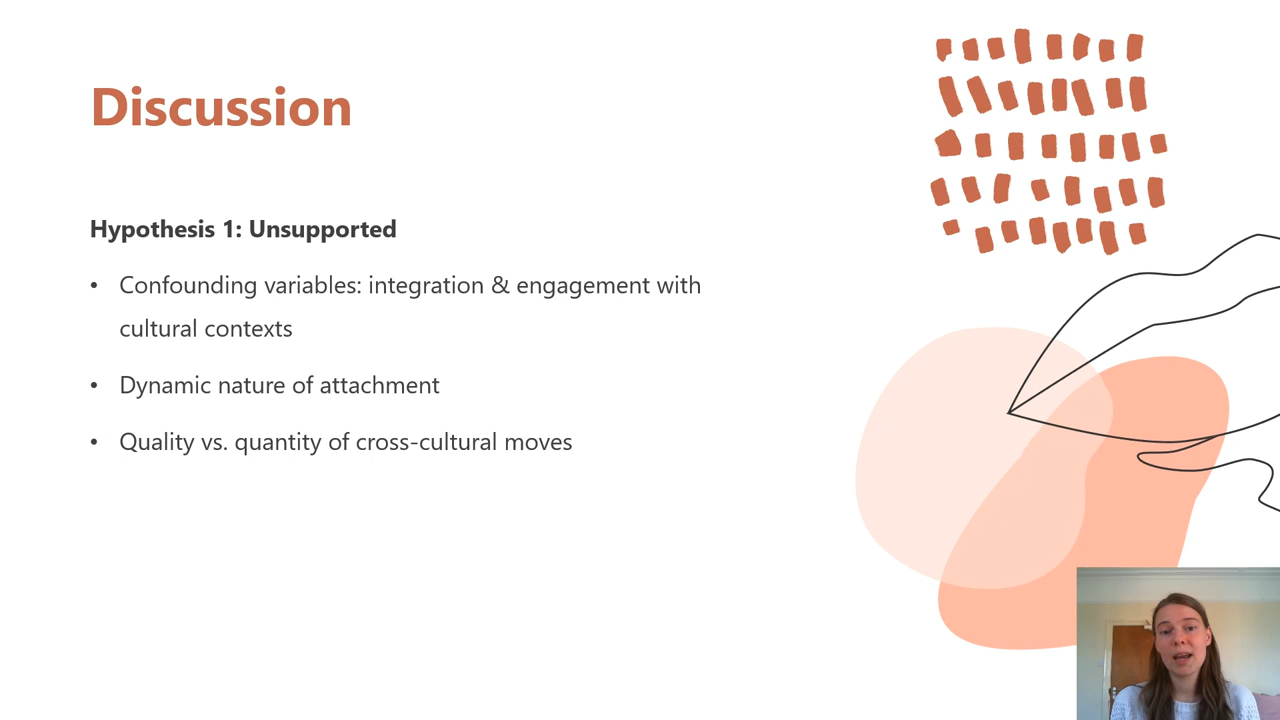 Discussion
Hypothesis 1: Unsupported
• Confounding variables: integration & engagement with
cultural contexts
• Dynamic nature of attachment
• Quality vs. quantity of cross-cultural moves